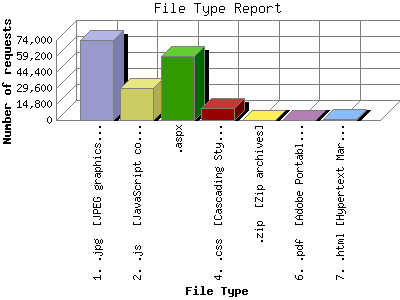 File Type Report
Number of requests
74,000
59,200
44,400
29,600
14,800
0
1. .jpg [JPEG graphics...
2. .js [JavaScript co...
.aspx
4. .css [Cascading Sty...
.zip [Zip archives]
6. .pdf [Adobe Portabl...
7. .html [Hypertext Mar...
File Type